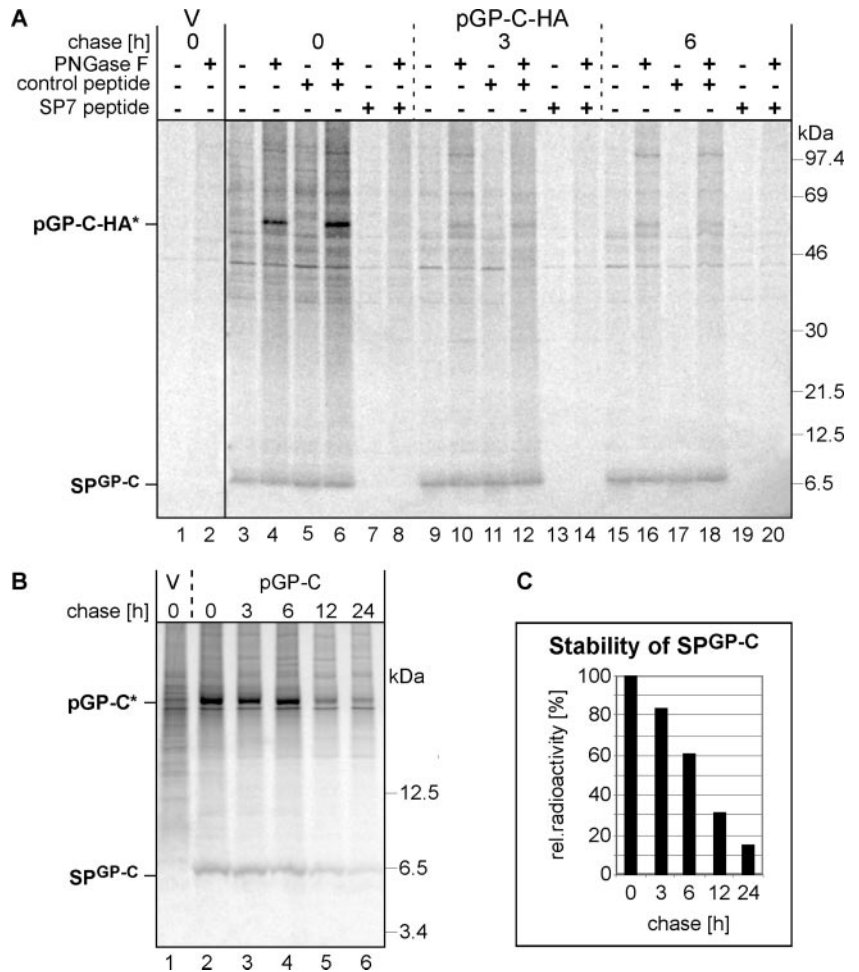 A
V
pGP-C-HA
chase [h] 0 0 3 6
PNGase F - + - + - + - + - + - + - + - + - + - +
control peptide - - - - + + - - - - + + - - - - + + - -
SP7 peptide - - - - - - + + - - - - + + - - - - + +
kDa
97.4
69
pGP-C-HA*
46
30
21.5
12.5
SPGP-C
6.5
1 2 3 4 5 6 7 8 9 10 11 12 13 14 15 16 17 18 19 20
B
V pGP-C
chase [h] 0 0 3 6 12 24
kDa
pGP-C*
12.5
6.5
SPGP-C
3.4
1 2 3 4 5 6
C
Stability of SPGP-C
rel.radioactivity [%]
100
80
60
40
20
0
0 3 6 12 24
chase [h]